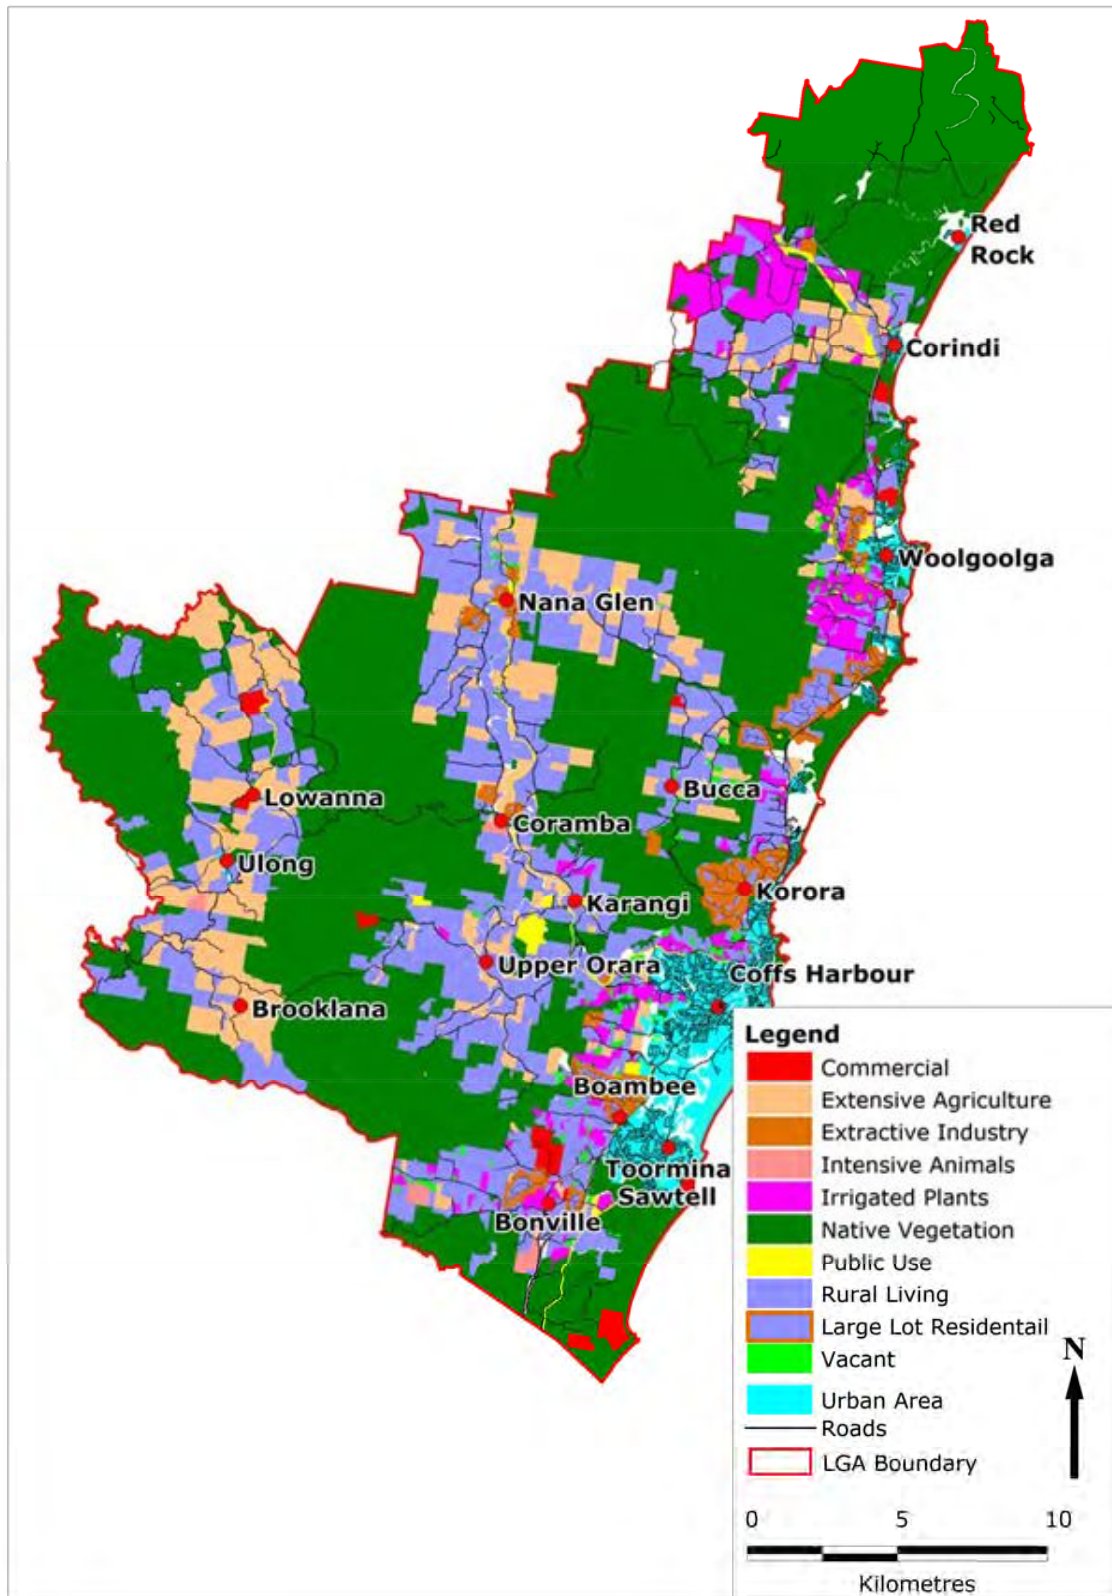 Red
Rock
Corindi
Woolgoolga
Nana Glen
Lowanna
Bucca
Coramba
Ulong
Korora
Karangi
Upper Orara
Coffs Harbour
Brooklana
Boambee
Toormina
Sawtell
Bonville
Legend
Commercial
Extensive Agriculture
Extractive Industry
Intensive Animals
Irrigated Plants
Native Vegetation
Public Use
Rural Living
Large Lot Residentail
Vacant
Urban Area
Roads
LGA Boundary
N
0 5 10
Kilometres